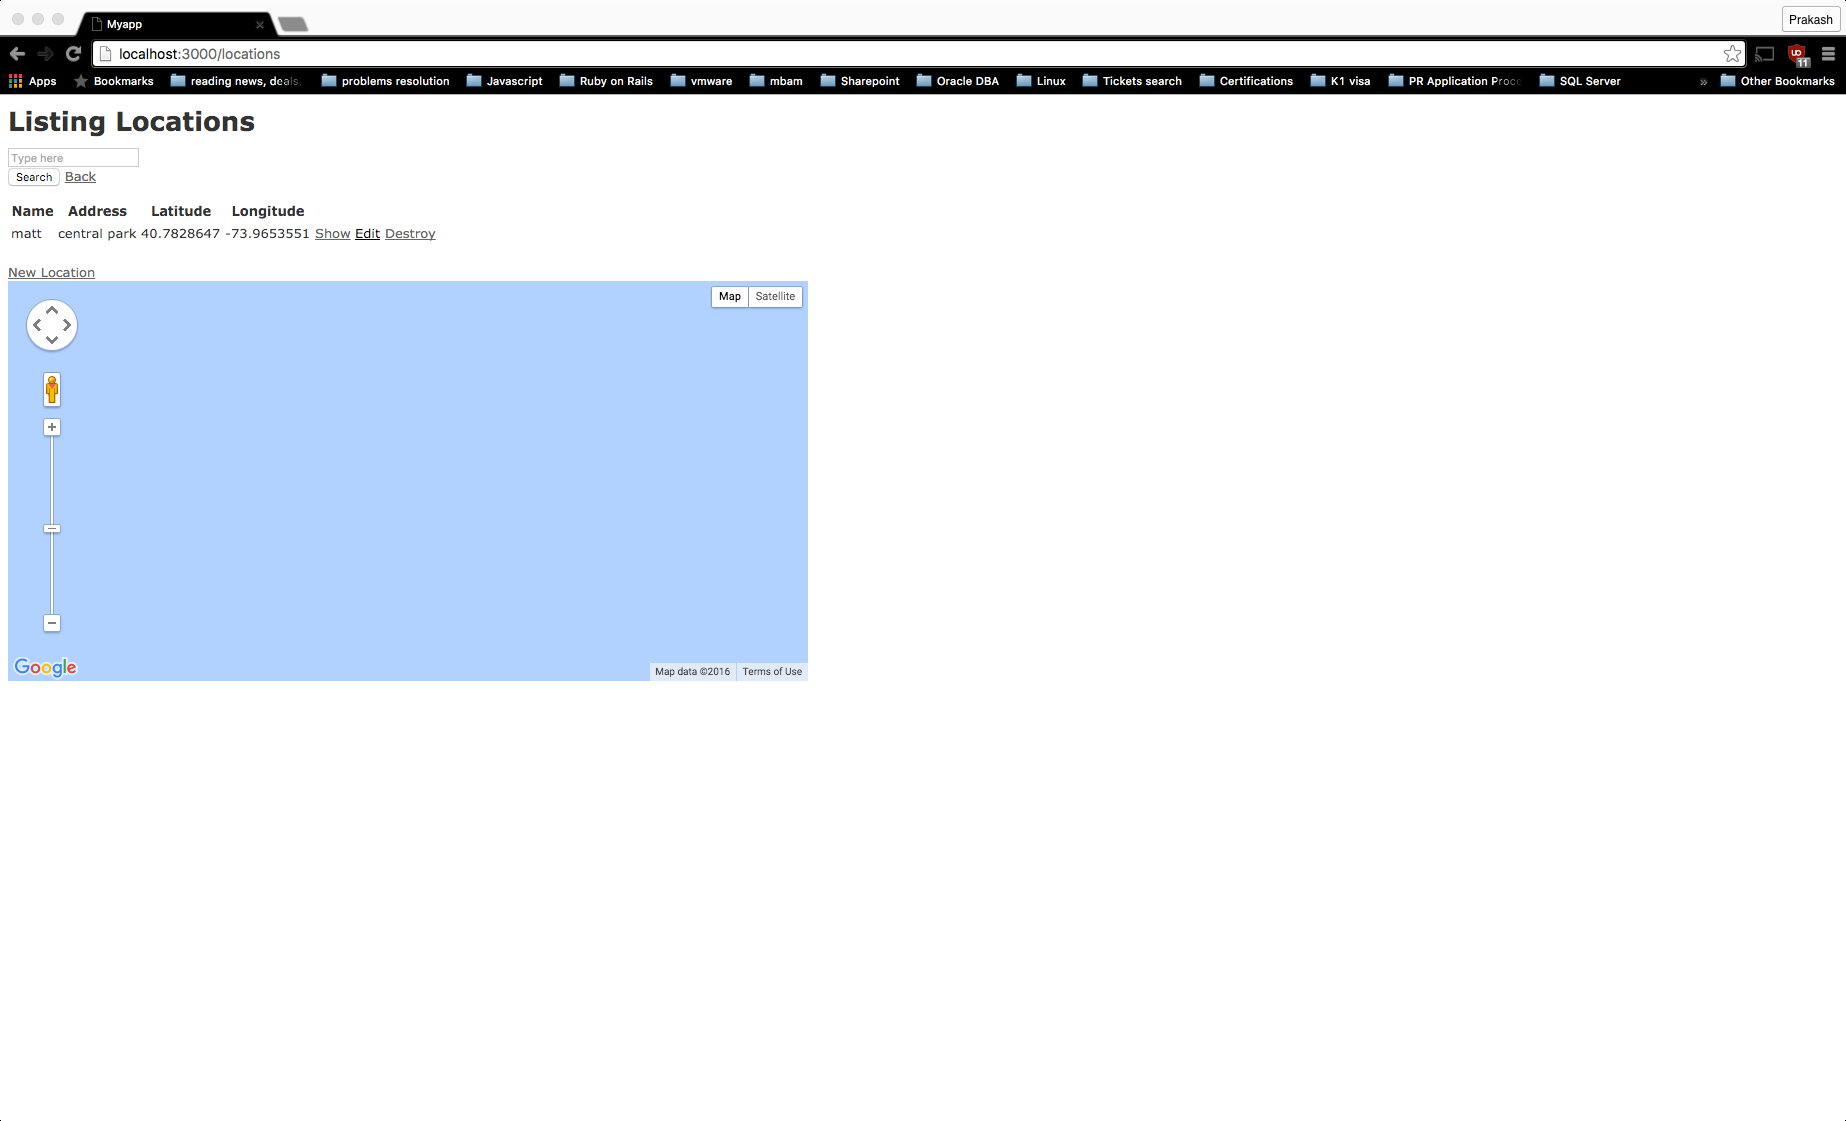 Myapp
Prakash
localhost:3000/locations
11
Apps Bookmarks reading news, deals, problems resolution Javascript Ruby on Rails vmware mbam Sharepoint Oracle DBA Linux Tickets search Certifications K1 visa PR Application Proce SQL Server » Other Bookmarks
Listing Locations
Type here
Search Back
Name Address Latitude Longitude
matt central park 40.7828647 -73.9653551 Show Edit Destroy
New Location
Map Satellite
Google
Map data ©2016 Terms of Use